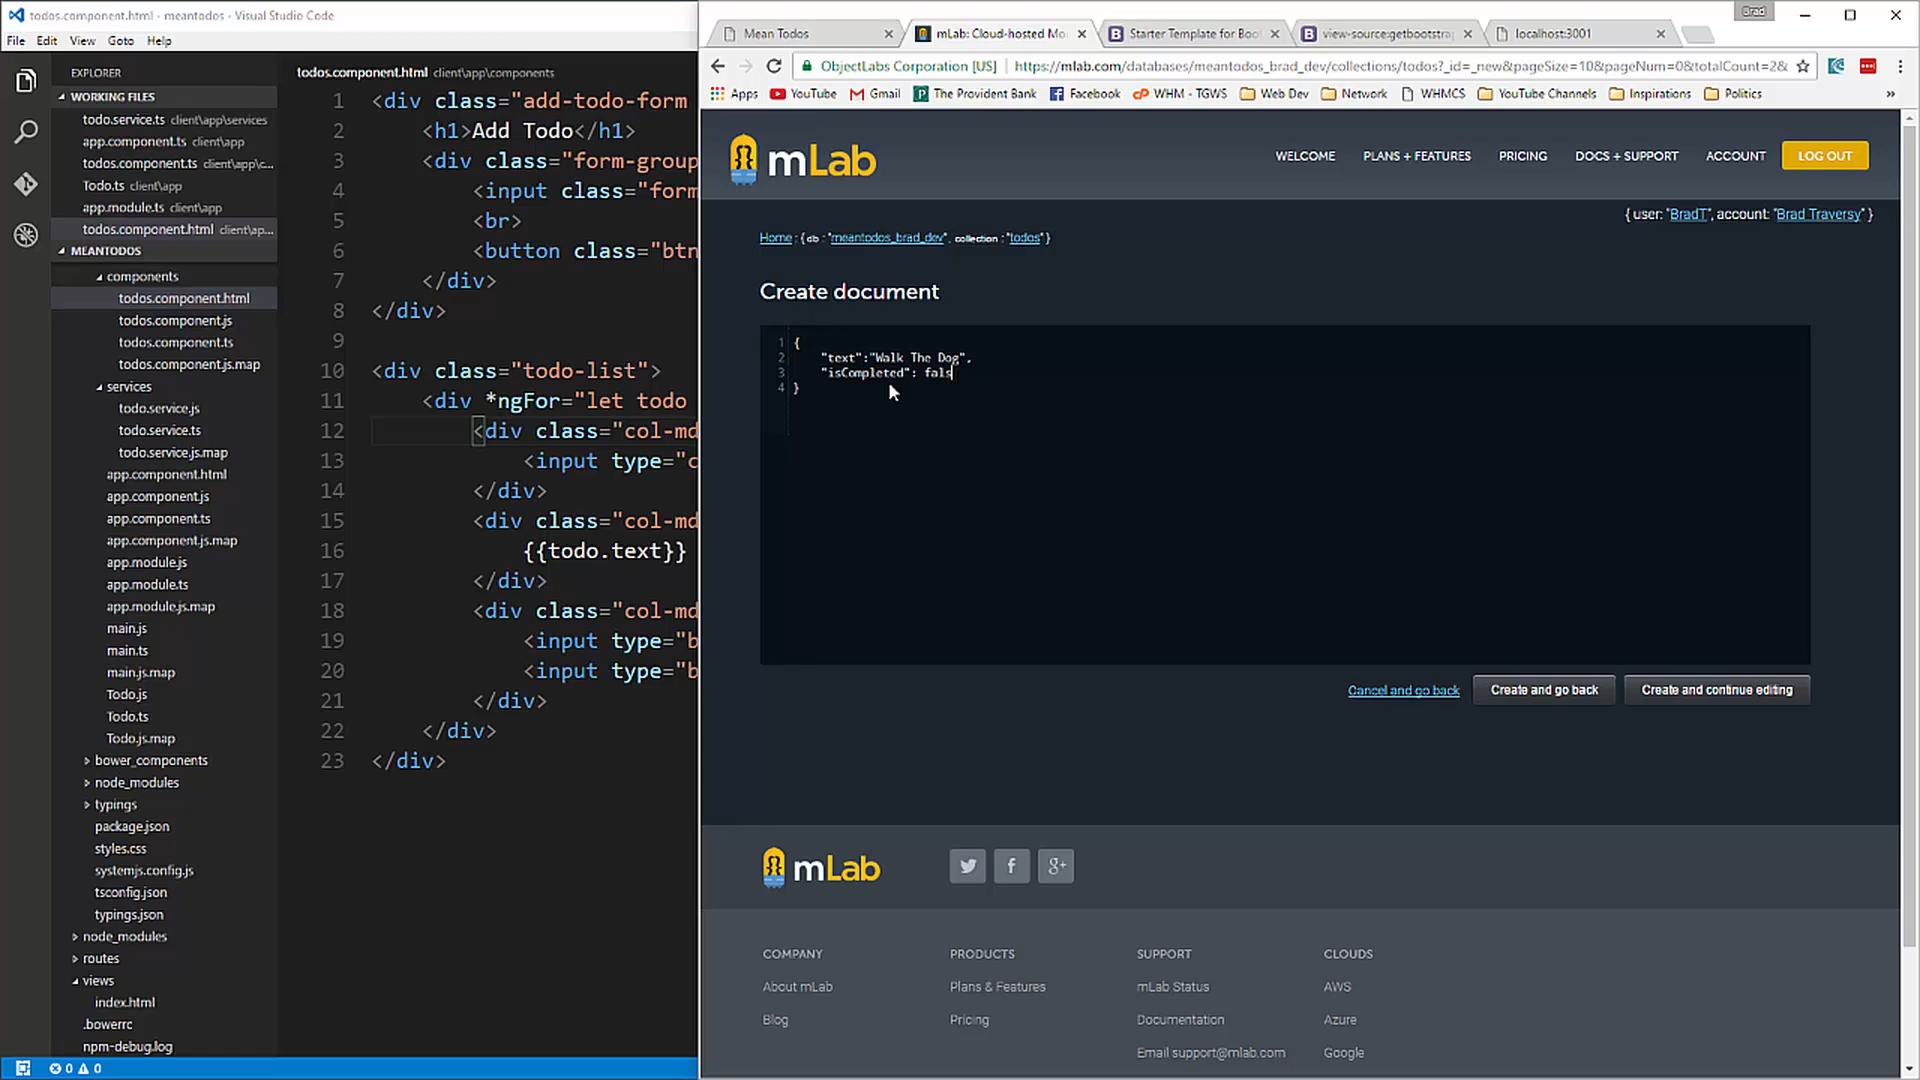 todos.component.html - meantodos - Visual Studio Code
File Edit View Goto Help
EXPLORER
WORKING FILES
todo.service.ts client\app\services
app.component.ts client\app
todos.component.ts client\app\c...
Todo.ts client\app
app.module.ts client\app
todos.component.html client\ap...
MEANTODOS
components
todos.component.html
todos.component.js
todos.component.ts
todos.component.js.map
services
todo.service.js
todo.service.ts
todo.service.js.map
app.component.html
app.component.js
app.component.ts
app.component.js.map
app.module.js
app.module.ts
app.module.js.map
main.js
main.ts
main.js.map
Todo.js
Todo.ts
Todo.js.map
bower_components
node_modules
typings
package.json
styles.css
systemjs.config.js
tsconfig.json
typings.json
node_modules
routes
views
index.html
.bowerrc
npm-debug.log
0 0
todos.component.html client\app\components
1 <div class="add-todo-form
2 <h1>Add Todo</h1>
3 <div class="form-group
4 <input class="form
5 <br>
6 <button class="btn
7 </div>
8 </div>
9
10 <div class="todo-list">
11 <div *ngFor="let todo
12 <div class="col-md
13 <input type="c
14 </div>
15 <div class="col-md
16 {{todo.text}}
17 </div>
18 <div class="col-md
19 <input type="b
20 <input type="b
21 </div>
22 </div>
23 </div>
Brad
Mean Todos
mLab: Cloud-hosted Mo
Starter Template for Boo
view-source:getbootstra
localhost:3001
ObjectLabs Corporation [US] https://mlab.com/databases/meantodos_brad_dev/collections/todos?_id=_new&pageSize=10&pageNum=0&totalCount=2&
Apps YouTube Gmail The Provident Bank Facebook WHM - TGWS Web Dev Network WHMCS YouTube Channels Inspirations Politics »
mLab
WELCOME PLANS + FEATURES PRICING DOCS + SUPPORT ACCOUNT LOG OUT
{ user: "BradT", account: "Brad Traversy" }
Home : { db : "meantodos_brad_dev", collection : "todos" }
Create document
1 {
2 "text":"Walk The Dog",
3 "isCompleted": fals
4 }
Cancel and go back Create and go back Create and continue editing
mLab
COMPANY PRODUCTS SUPPORT CLOUDS
About mLab Plans & Features mLab Status AWS
Blog Pricing Documentation Azure
Email support@mlab.com Google